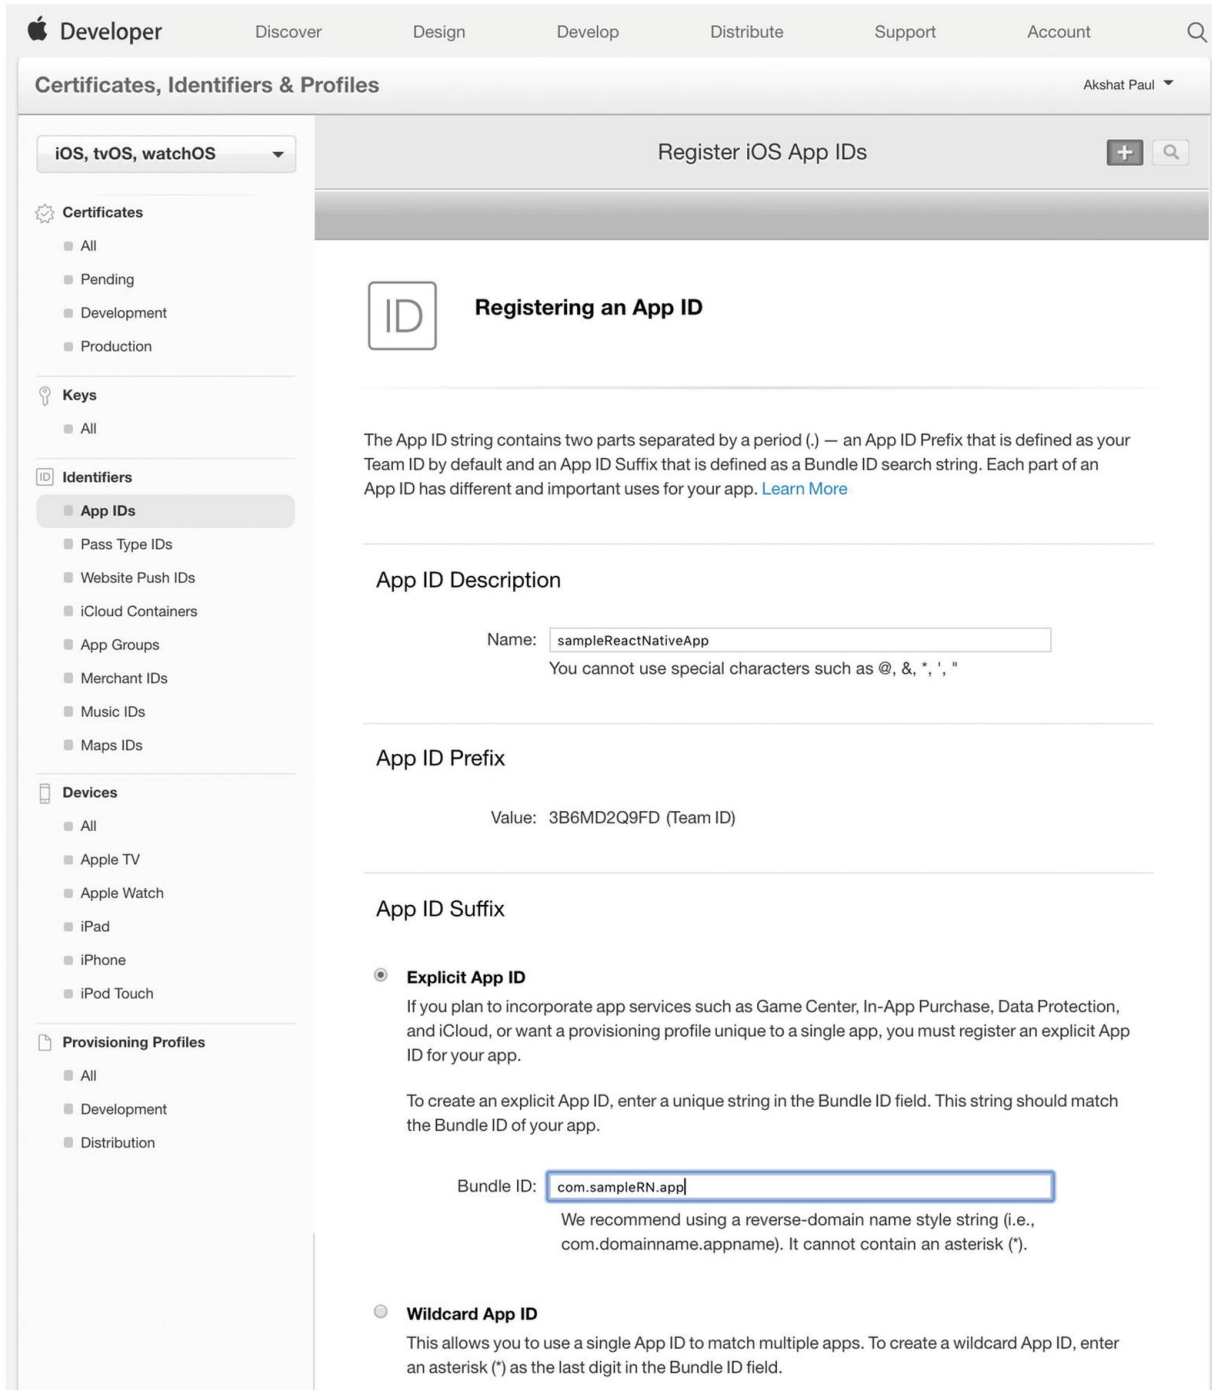 Developer
Discover
Design
Develop
Distribute
Support
Account
Certificates, Identifiers & Profiles
Akshat Paul
iOS, tvOS, watchOS
Register iOS App IDs
Certificates
All
Pending
Development
Production
Keys
All
ID Identifiers
App IDs
Pass Type IDs
Website Push IDs
iCloud Containers
App Groups
Merchant IDs
Music IDs
Maps IDs
Devices
All
Apple TV
Apple Watch
iPad
iPhone
iPod Touch
Provisioning Profiles
All
Development
Distribution
ID
Registering an App ID
The App ID string contains two parts separated by a period (.) — an App ID Prefix that is defined as your
Team ID by default and an App ID Suffix that is defined as a Bundle ID search string. Each part of an
App ID has different and important uses for your app. Learn More
App ID Description
Name: sampleReactNativeApp
You cannot use special characters such as @, &, *, ', "
App ID Prefix
Value: 3B6MD2Q9FD (Team ID)
App ID Suffix
Explicit App ID
If you plan to incorporate app services such as Game Center, In-App Purchase, Data Protection,
and iCloud, or want a provisioning profile unique to a single app, you must register an explicit App
ID for your app.
To create an explicit App ID, enter a unique string in the Bundle ID field. This string should match
the Bundle ID of your app.
Bundle ID: com.sampleRN.app
We recommend using a reverse-domain name style string (i.e.,
com.domainname.appname). It cannot contain an asterisk (*).
Wildcard App ID
This allows you to use a single App ID to match multiple apps. To create a wildcard App ID, enter
an asterisk (*) as the last digit in the Bundle ID field.